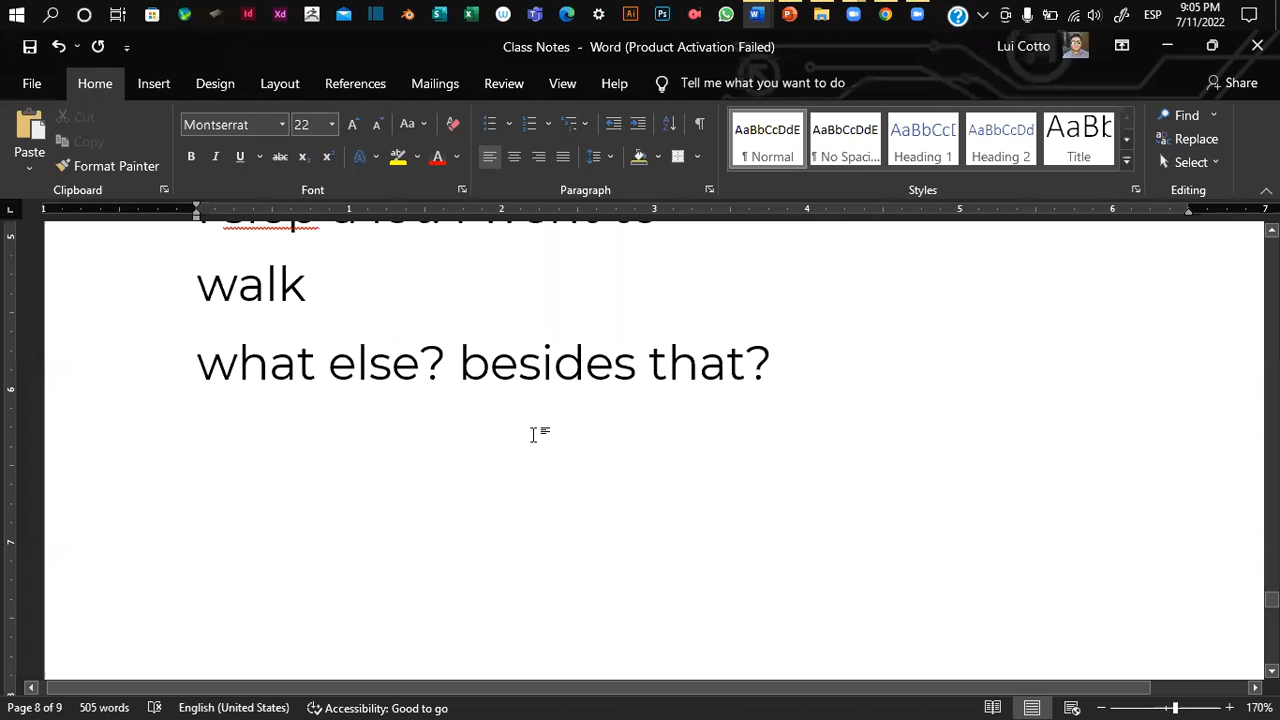 9:05 PM
ESP
7/11/2022
Class Notes - Word (Product Activation Failed)
Lui Cotto
File Home Insert Design Layout References Mailings Review View Help Tell me what you want to do Share
Paste
Cut
Copy
Format Painter
Clipboard
Montserrat 22
Font
Paragraph
AaBbCcDdE
¶ Normal
AaBbCcDdE
¶ No Spaci...
AaBbCc[
Heading 1
AaBbCcDd
Heading 2
AaBb(
Title
Styles
Find
Replace
Select
Editing
walk
what else? besides that?
Page 8 of 9 505 words English (United States) Accessibility: Good to go 170%